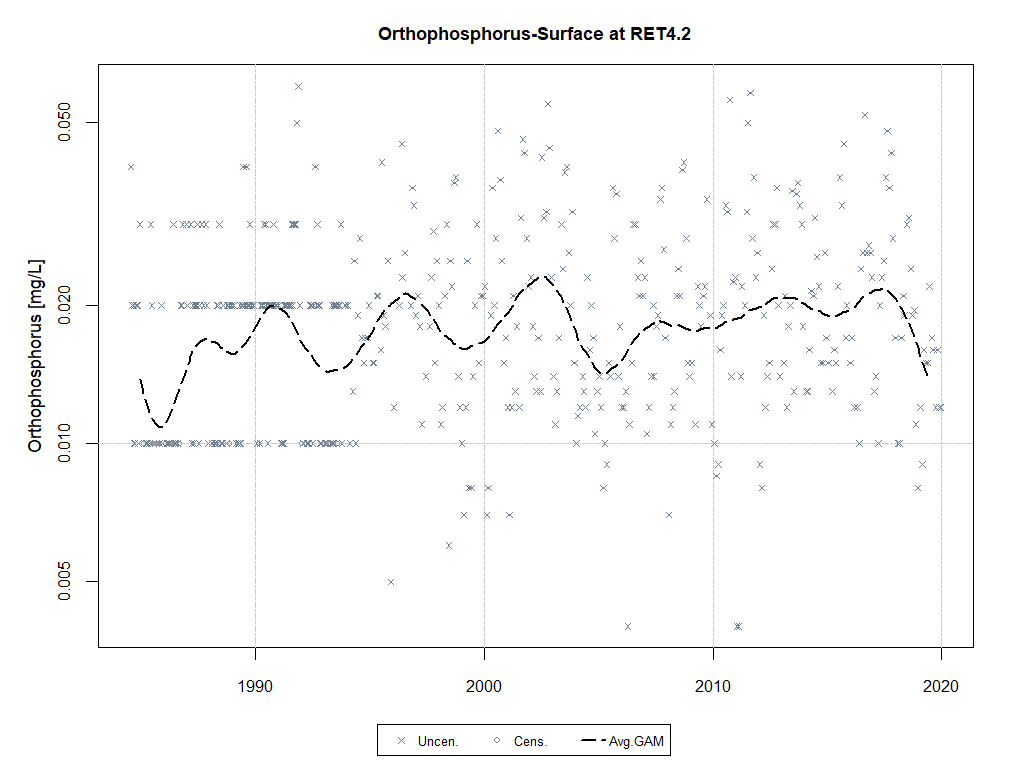 Orthophosphorus-Surface at RET4.2
Orthophosphorus [mg/L]
0.050
0.020
0.010
0.005
1990 2000 2010 2020
Uncen. Cens. Avg.GAM